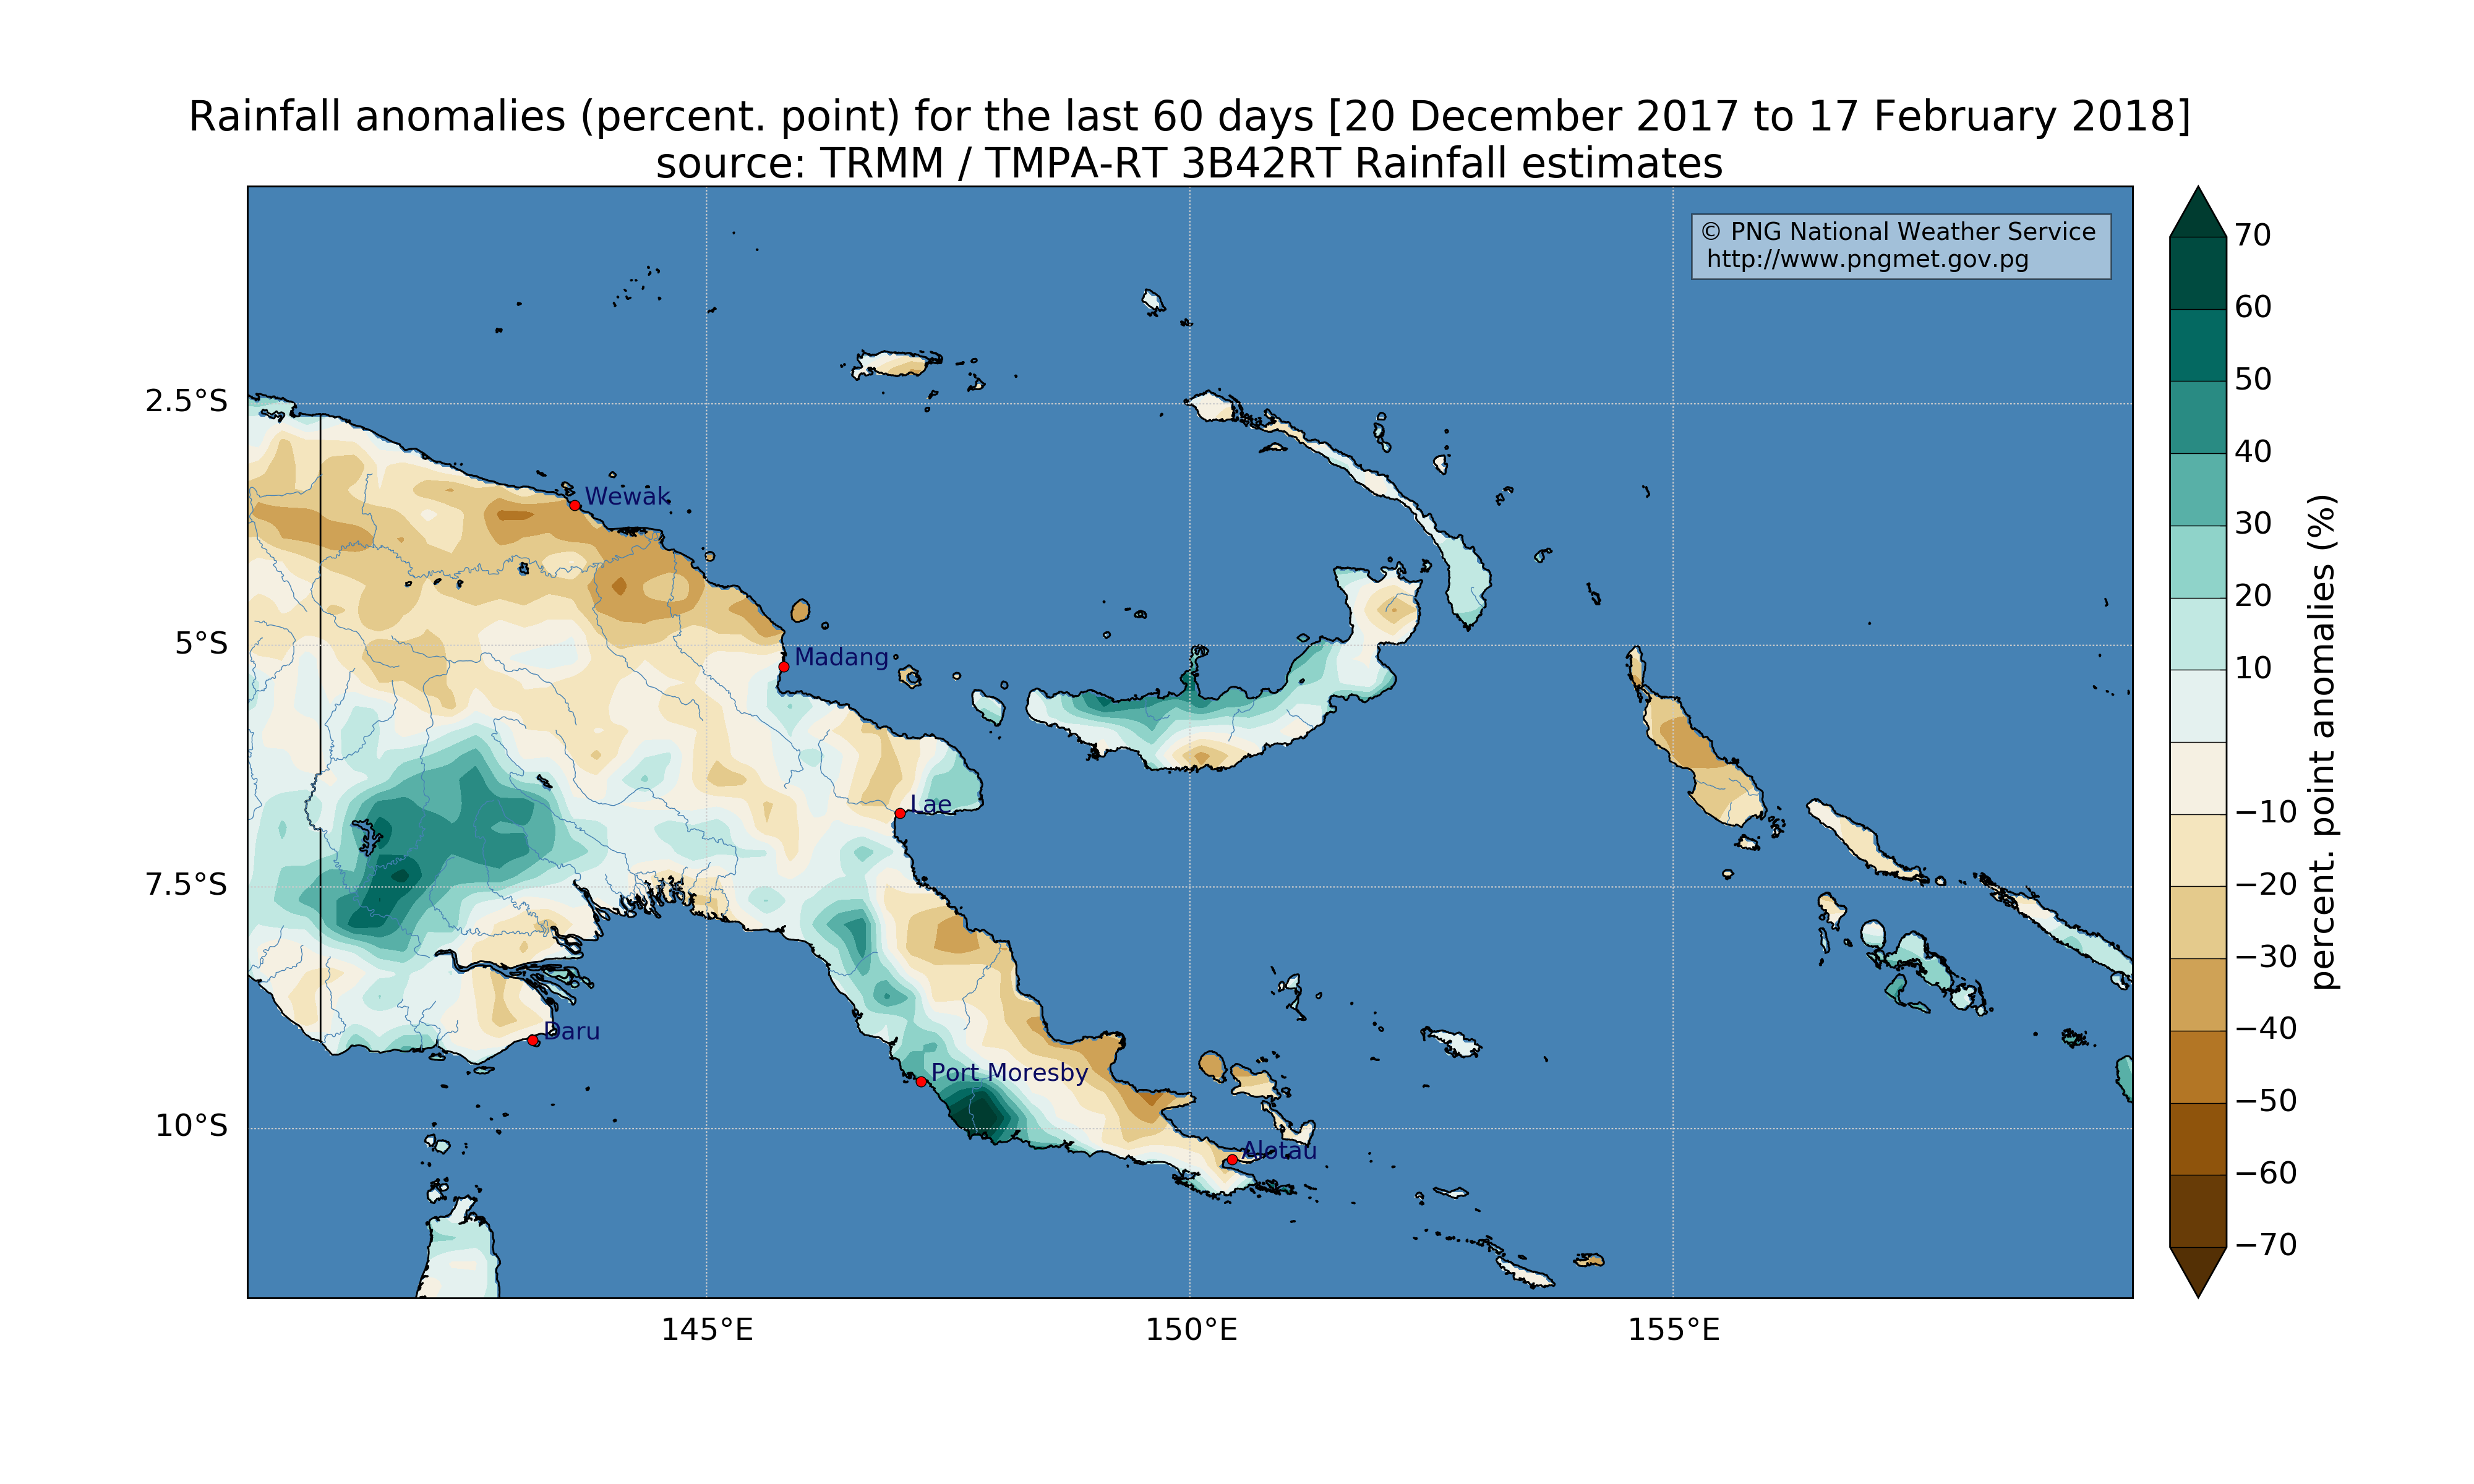 Rainfall anomalies (percent. point) for the last 60 days [20 December 2017 to 17 February 2018]
source: TRMM / TMPA-RT 3B42RT Rainfall estimates
© PNG National Weather Service
http://www.pngmet.gov.pg
2.5°S
5°S
7.5°S
10°S
145°E
150°E
155°E
Wewak
Madang
Lae
Daru
Port Moresby
Alotau
70
60
50
40
30
20
10
−10
−20
−30
−40
−50
−60
−70
percent. point anomalies (%)